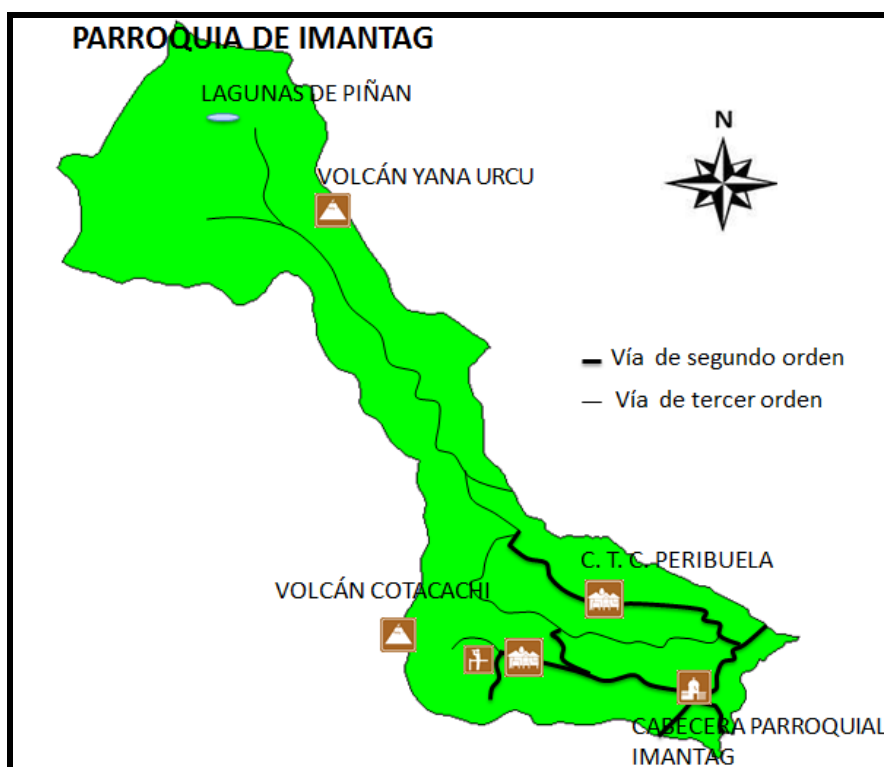 PARROQUIA DE IMANTAG
LAGUNAS DE PIÑAN
N
VOLCÁN YANA URCU
Vía de segundo orden
Vía de tercer orden
C. T. C. PERIBUELA
VOLCÁN COTACACHI
CABECERA PARROQUIAL
IMANTAG